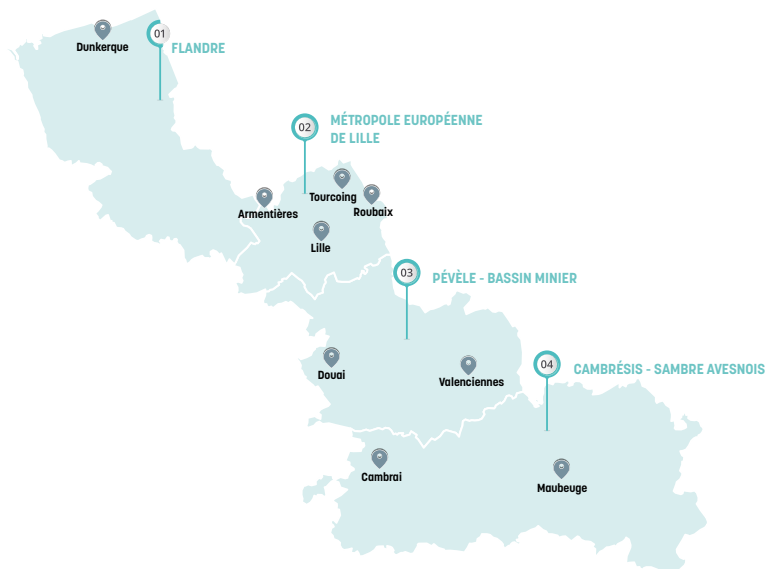 Dunkerque
01
FLANDRE
02
MÉTROPOLE EUROPÉENNE
DE LILLE
Tourcoing
Armentières
Roubaix
Lille
03
PÉVÈLE - BASSIN MINIER
Douai
Valenciennes
04
CAMBRÉSIS - SAMBRE AVESNOIS
Cambrai
Maubeuge